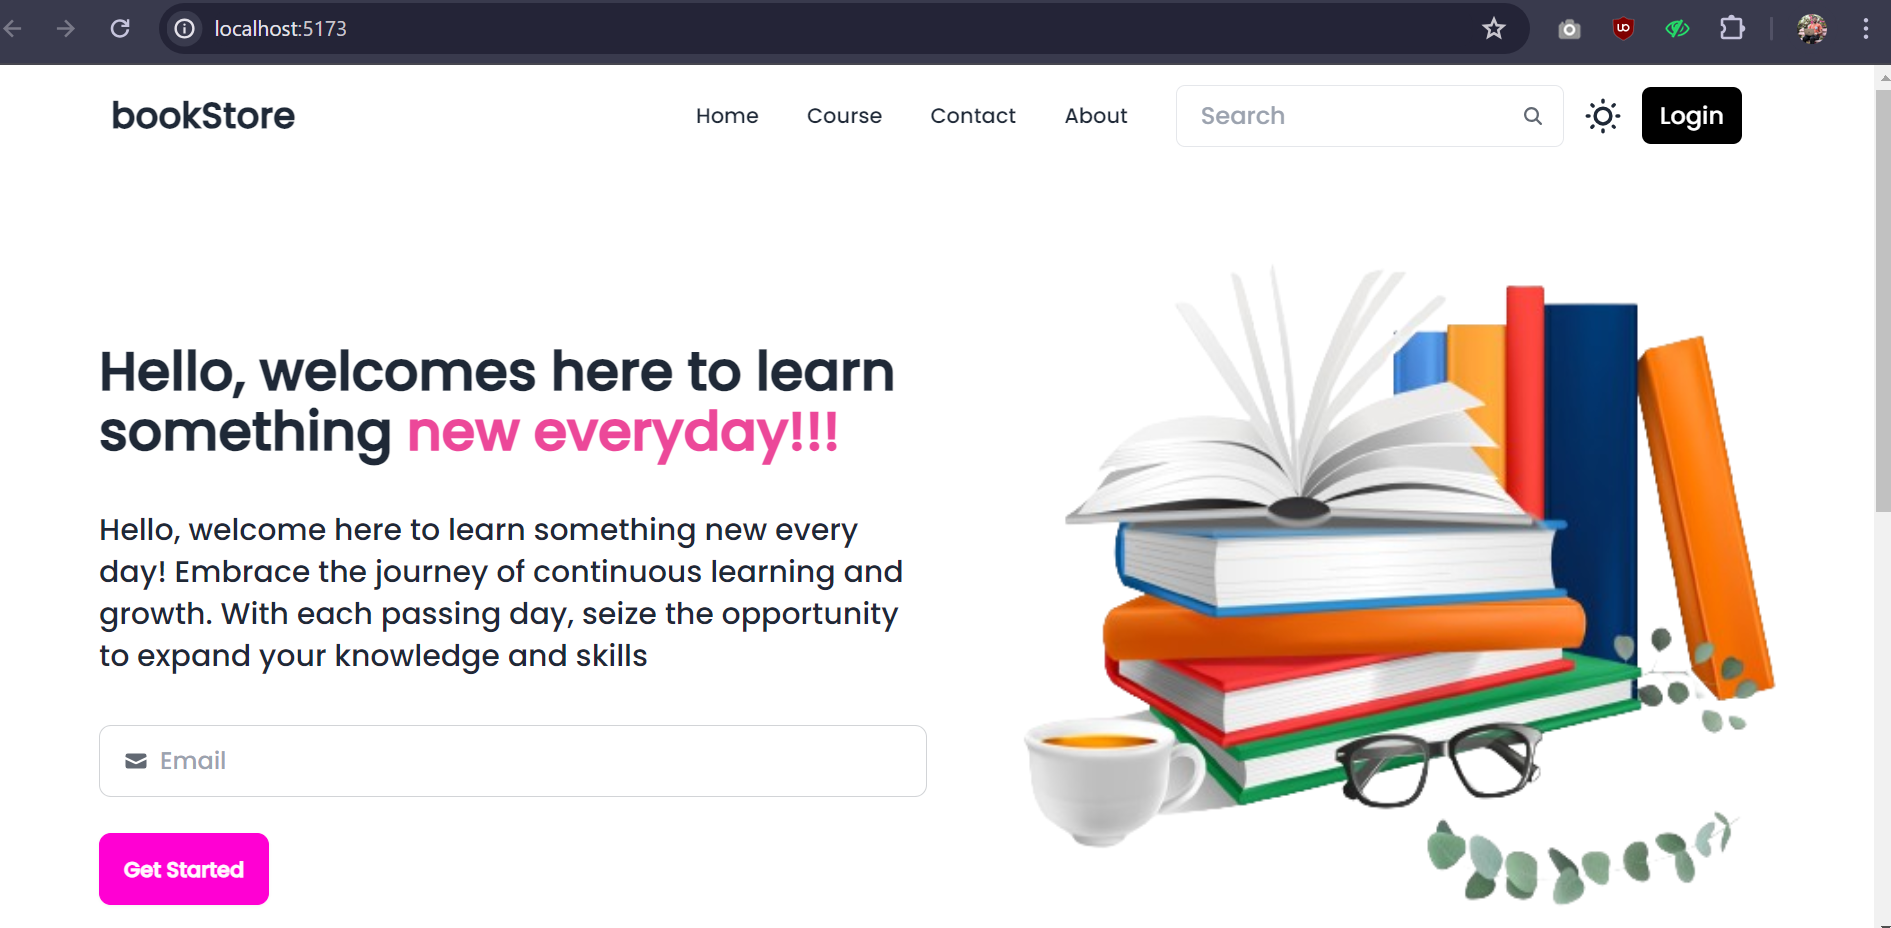 localhost:5173
bookStore
Home Course Contact About Search Login
Hello, welcomes here to learn
something new everyday!!!
Hello, welcome here to learn something new every
day! Embrace the journey of continuous learning and
growth. With each passing day, seize the opportunity
to expand your knowledge and skills
Email
Get Started